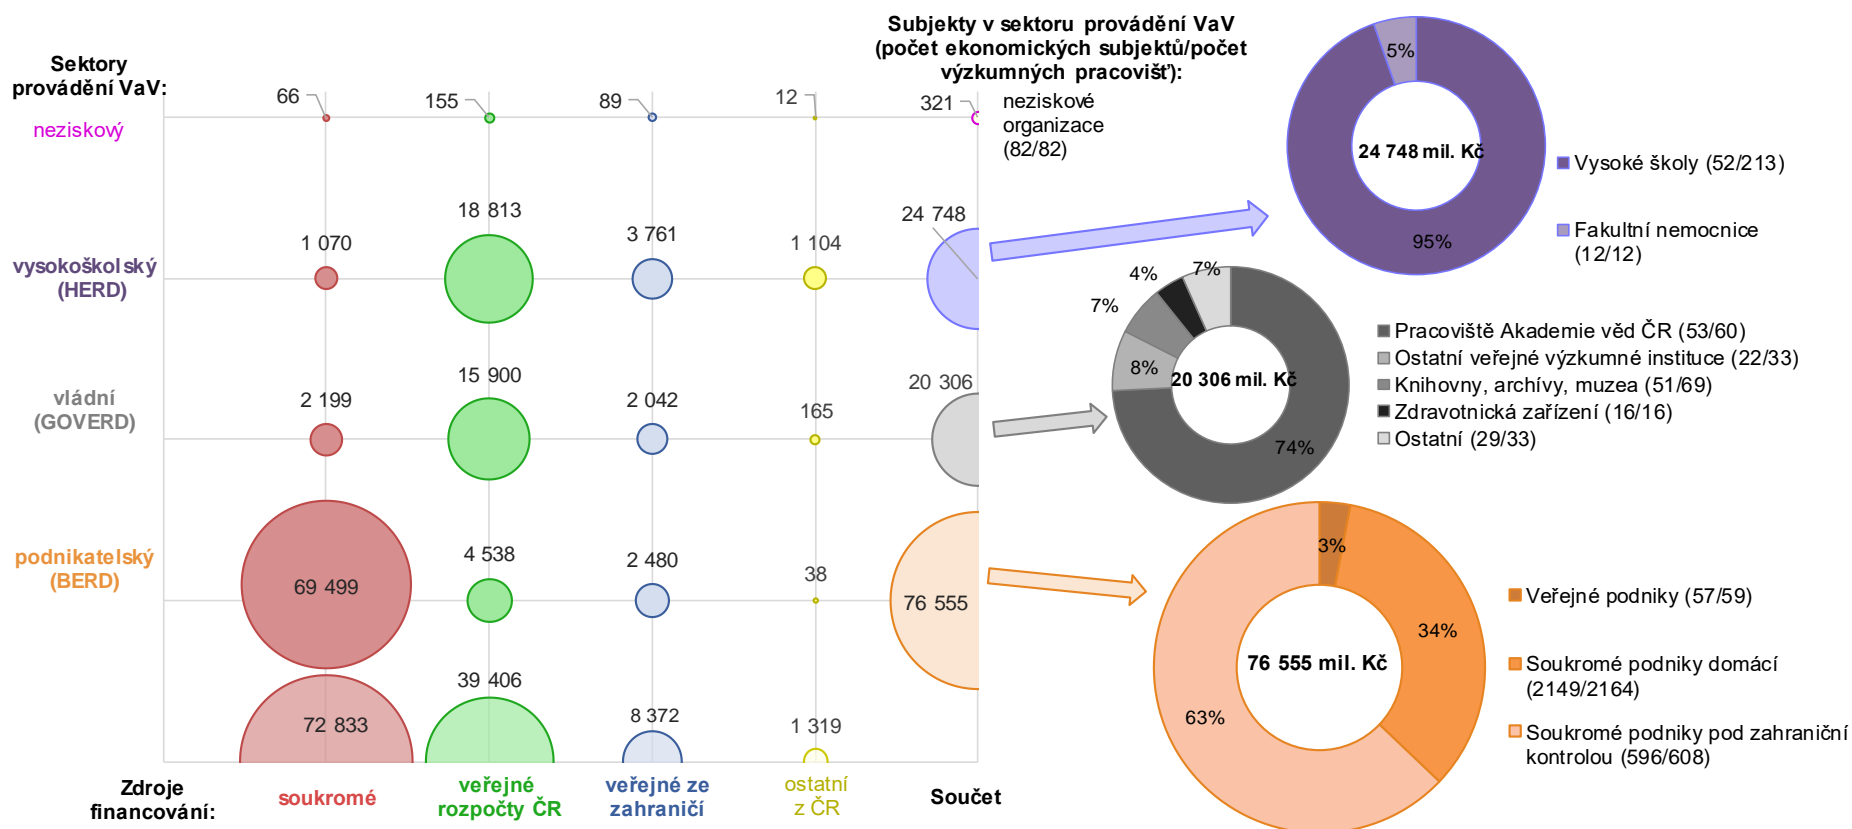 Subjekty v sektoru provádění VaV
(počet ekonomických subjektů/počet
výzkumných pracovišť):
Sektory
provádění VaV:
neziskový
66
155
89
12
321
neziskové
organizace
(82/82)
vysokoškolský
(HERD)
1 070
18 813
3 761
1 104
24 748
vládní
(GOVERD)
2 199
15 900
2 042
165
20 306
podnikatelský
(BERD)
69 499
4 538
2 480
38
76 555
72 833
39 406
8 372
1 319
Zdroje
financování:
soukromé
veřejné
rozpočty ČR
veřejné ze
zahraničí
ostatní
z ČR
Součet
5%
24 748 mil. Kč
95%
Vysoké školy (52/213)
Fakultní nemocnice
(12/12)
4%
7%
7%
8%
20 306 mil. Kč
74%
Pracoviště Akademie věd ČR (53/60)
Ostatní veřejné výzkumné instituce (22/33)
Knihovny, archívy, muzea (51/69)
Zdravotnická zařízení (16/16)
Ostatní (29/33)
3%
34%
76 555 mil. Kč
63%
Veřejné podniky (57/59)
Soukromé podniky domácí
(2149/2164)
Soukromé podniky pod zahraniční
kontrolou (596/608)